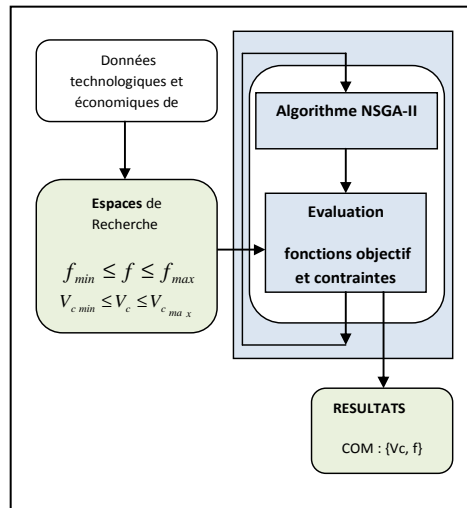 Données
technologiques et
économiques de
Algorithme NSGA-II
Espaces de
Recherche
f_min ≤ f ≤ f_max
V_c min ≤ V_c ≤ V_c ma x
Evaluation
fonctions objectif
et contraintes
RESULTATS
COM : {Vc, f}